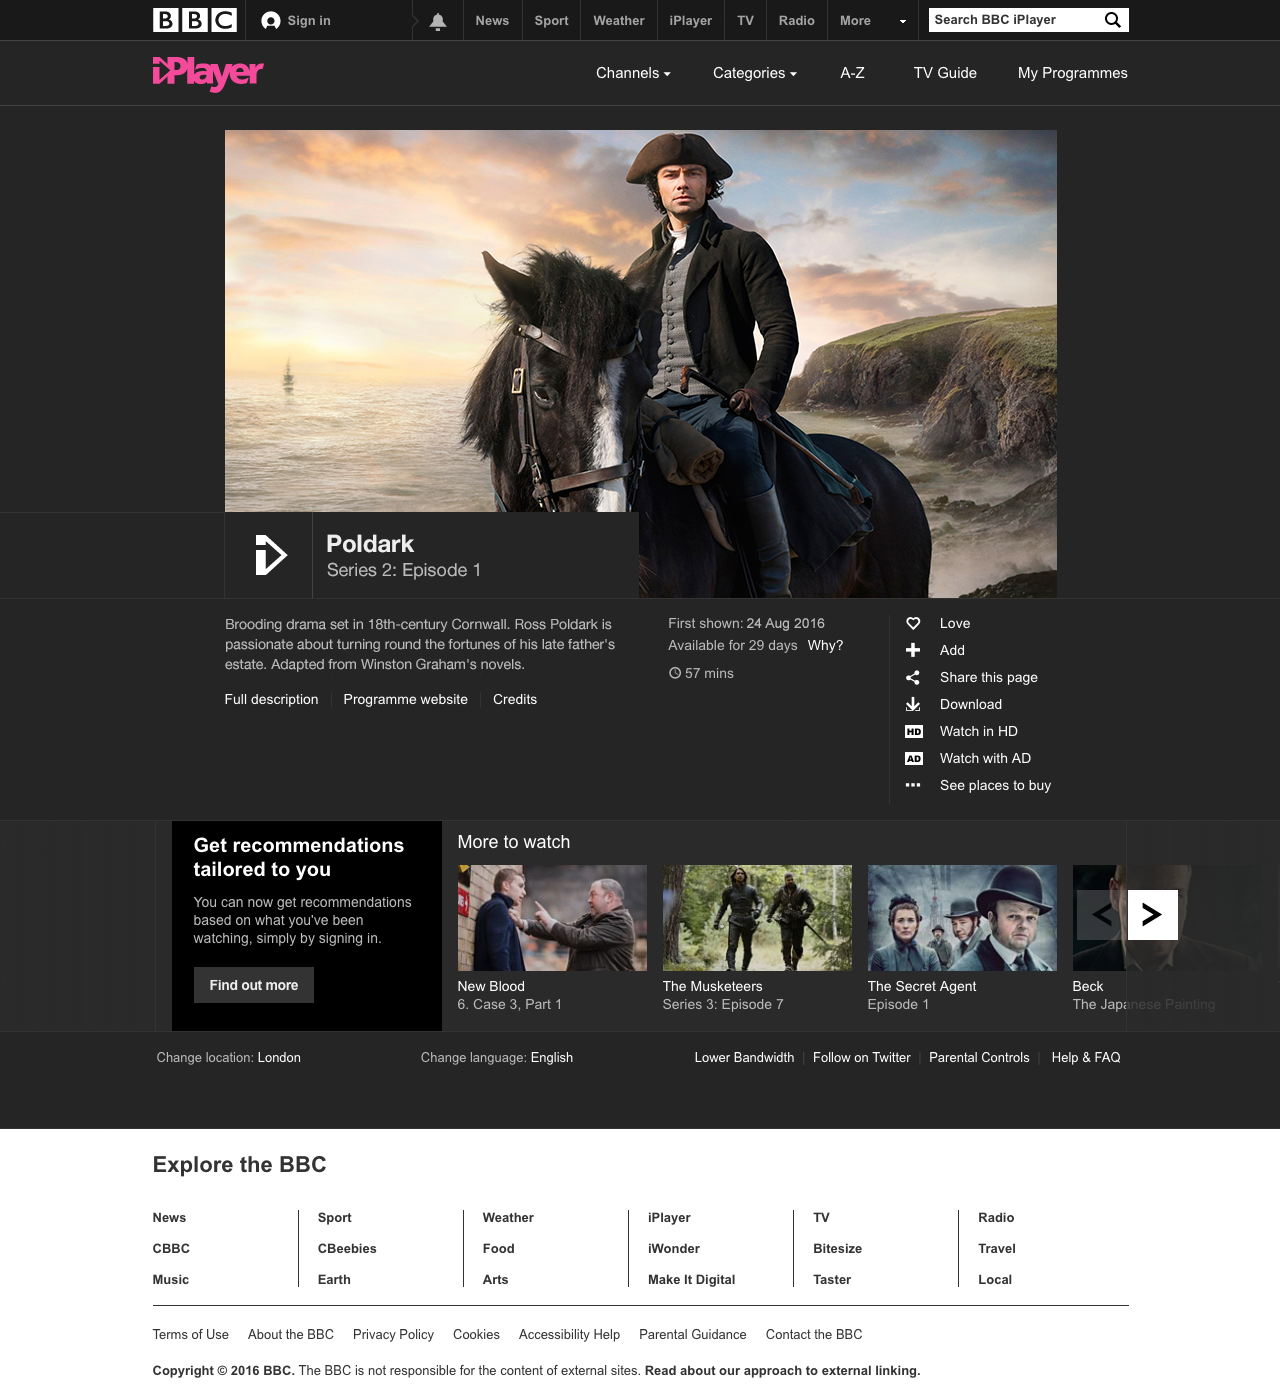 BBC Sign in News Sport Weather iPlayer TV Radio More Search BBC iPlayer
iPlayer Channels Categories A-Z TV Guide My Programmes
Poldark
Series 2: Episode 1
Brooding drama set in 18th-century Cornwall. Ross Poldark is
passionate about turning round the fortunes of his late father's
estate. Adapted from Winston Graham's novels.
Full description Programme website Credits
First shown: 24 Aug 2016
Available for 29 days Why?
57 mins
Love
Add
Share this page
Download
HD Watch in HD
AD Watch with AD
See places to buy
Get recommendations
tailored to you
You can now get recommendations
based on what you've been
watching, simply by signing in.
Find out more
More to watch
New Blood
6. Case 3, Part 1
The Musketeers
Series 3: Episode 7
The Secret Agent
Episode 1
Beck
The Japanese Painting
Change location: London Change language: English Lower Bandwidth Follow on Twitter Parental Controls Help & FAQ
Explore the BBC
News Sport Weather iPlayer TV Radio
CBBC CBeebies Food iWonder Bitesize Travel
Music Earth Arts Make It Digital Taster Local
Terms of Use About the BBC Privacy Policy Cookies Accessibility Help Parental Guidance Contact the BBC
Copyright © 2016 BBC. The BBC is not responsible for the content of external sites. Read about our approach to external linking.